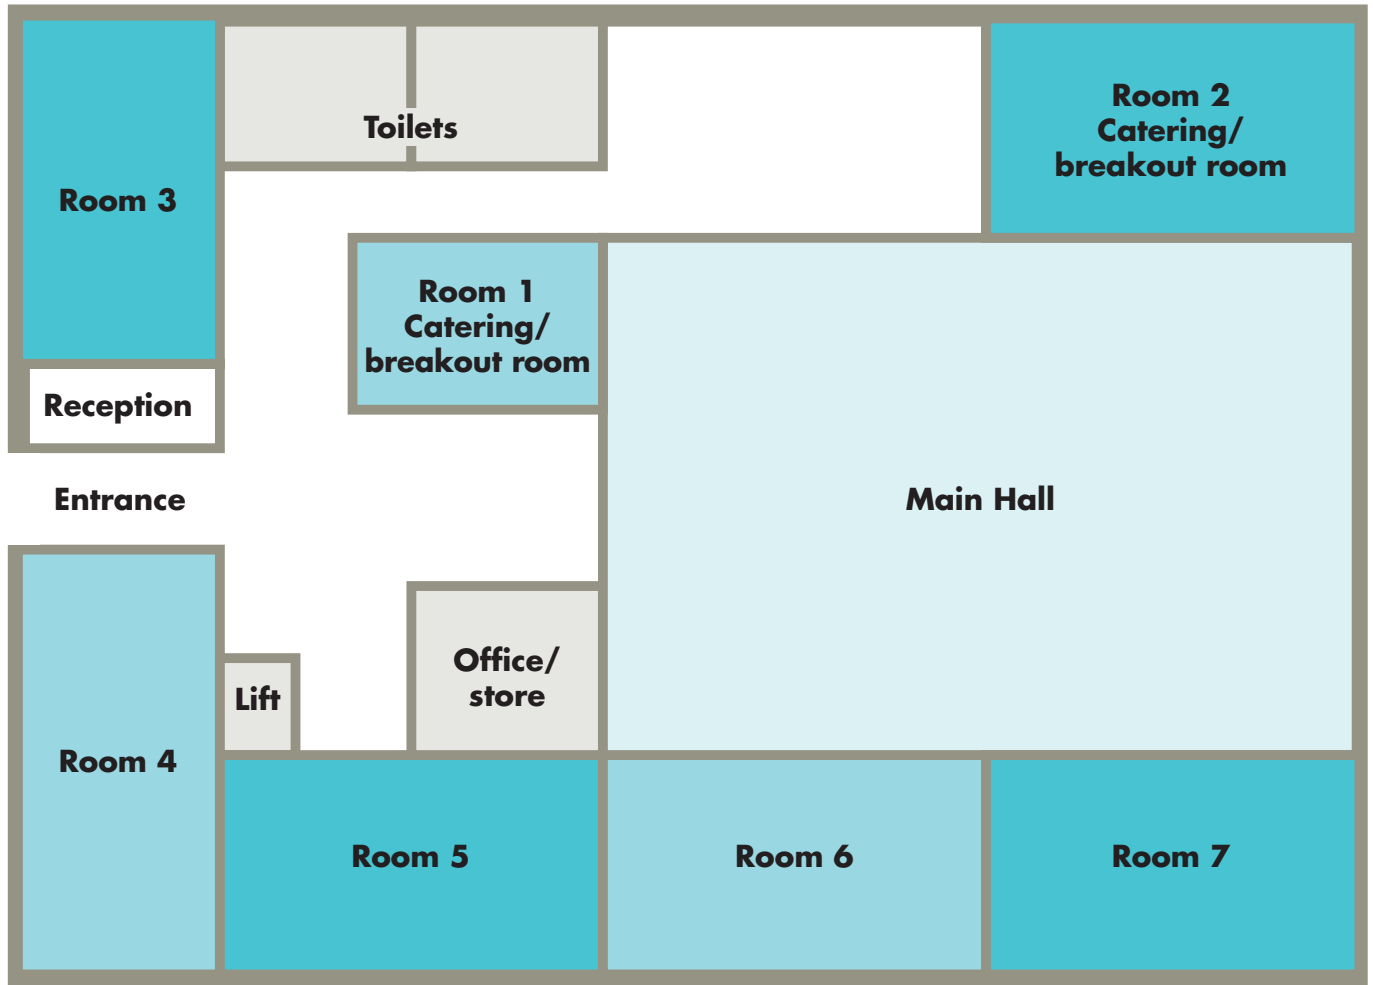 Room 3
Toilets
Room 2
Catering/
breakout room
Room 1
Catering/
breakout room
Reception
Entrance
Main Hall
Room 4
Lift
Office/
store
Room 5
Room 6
Room 7